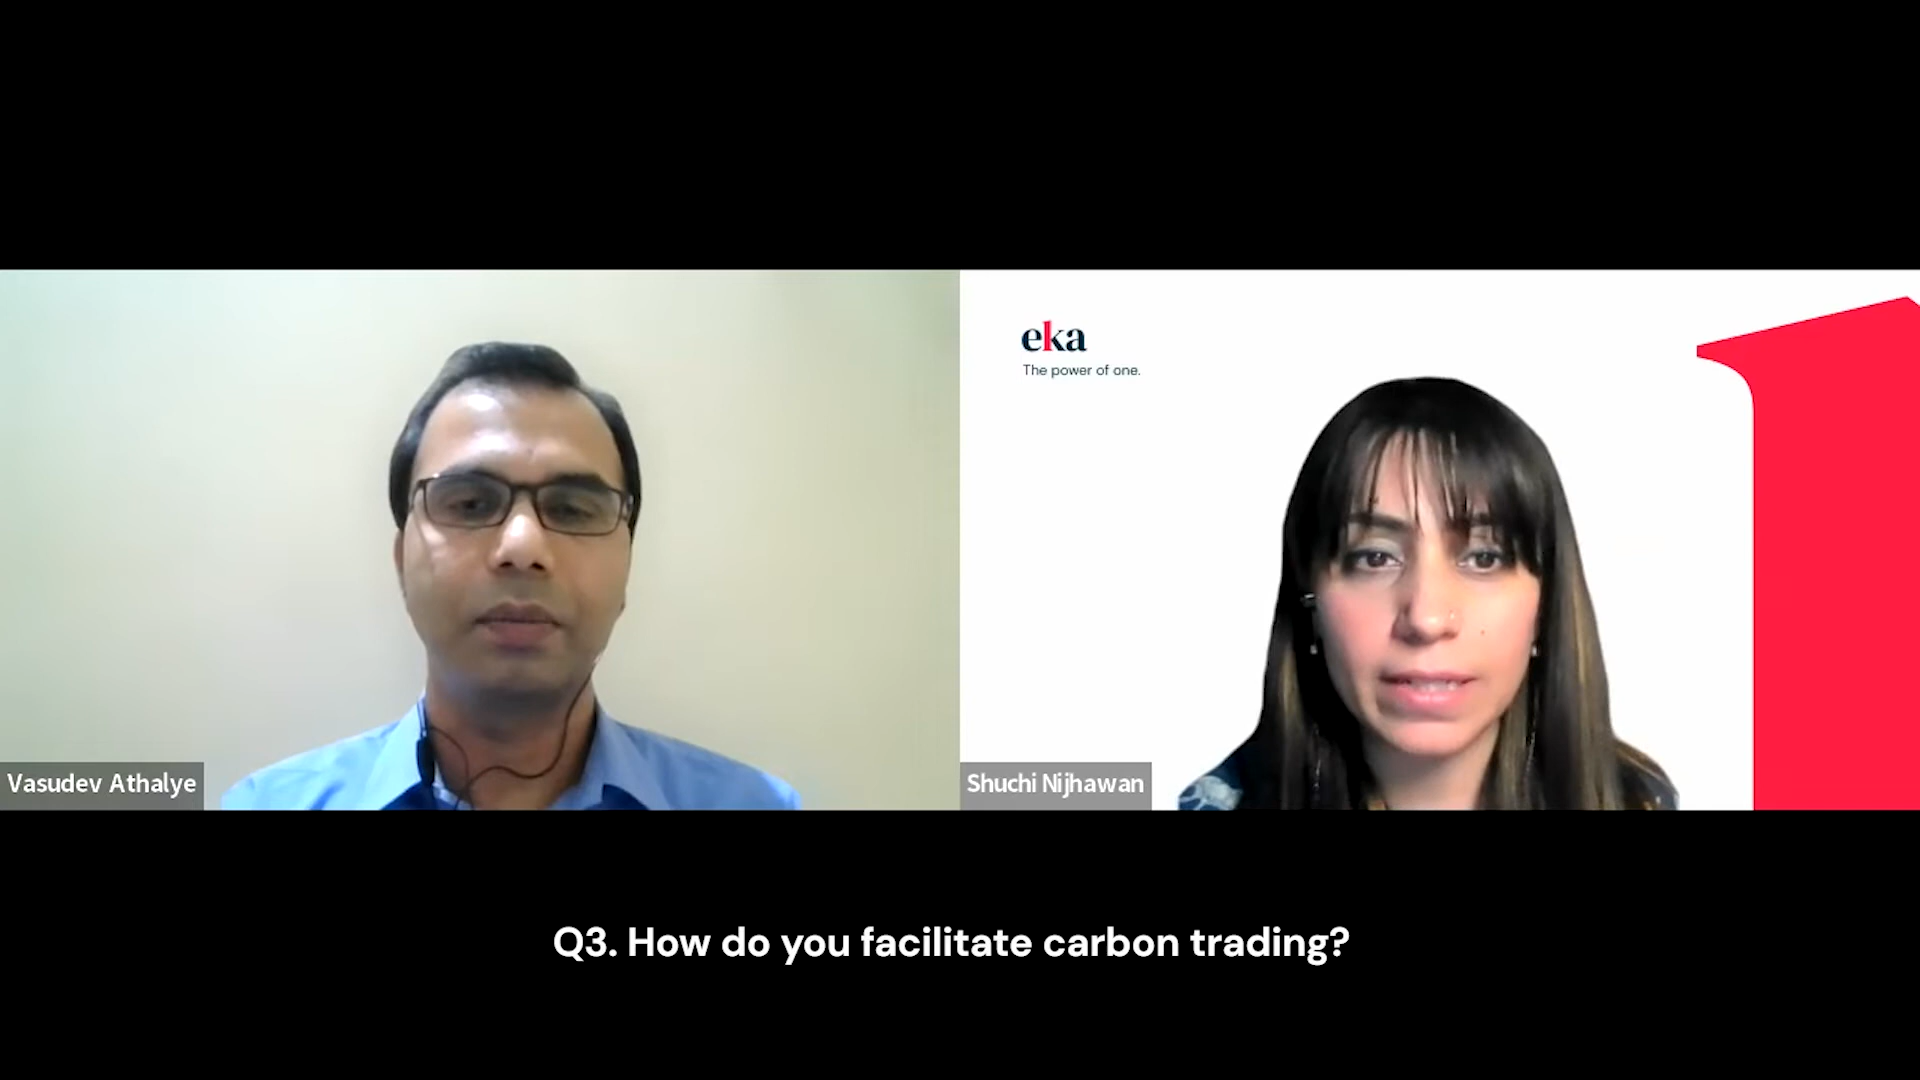 eka
The power of one.
Vasudev Athalye
Shuchi Nijhawan
Q3. How do you facilitate carbon trading?